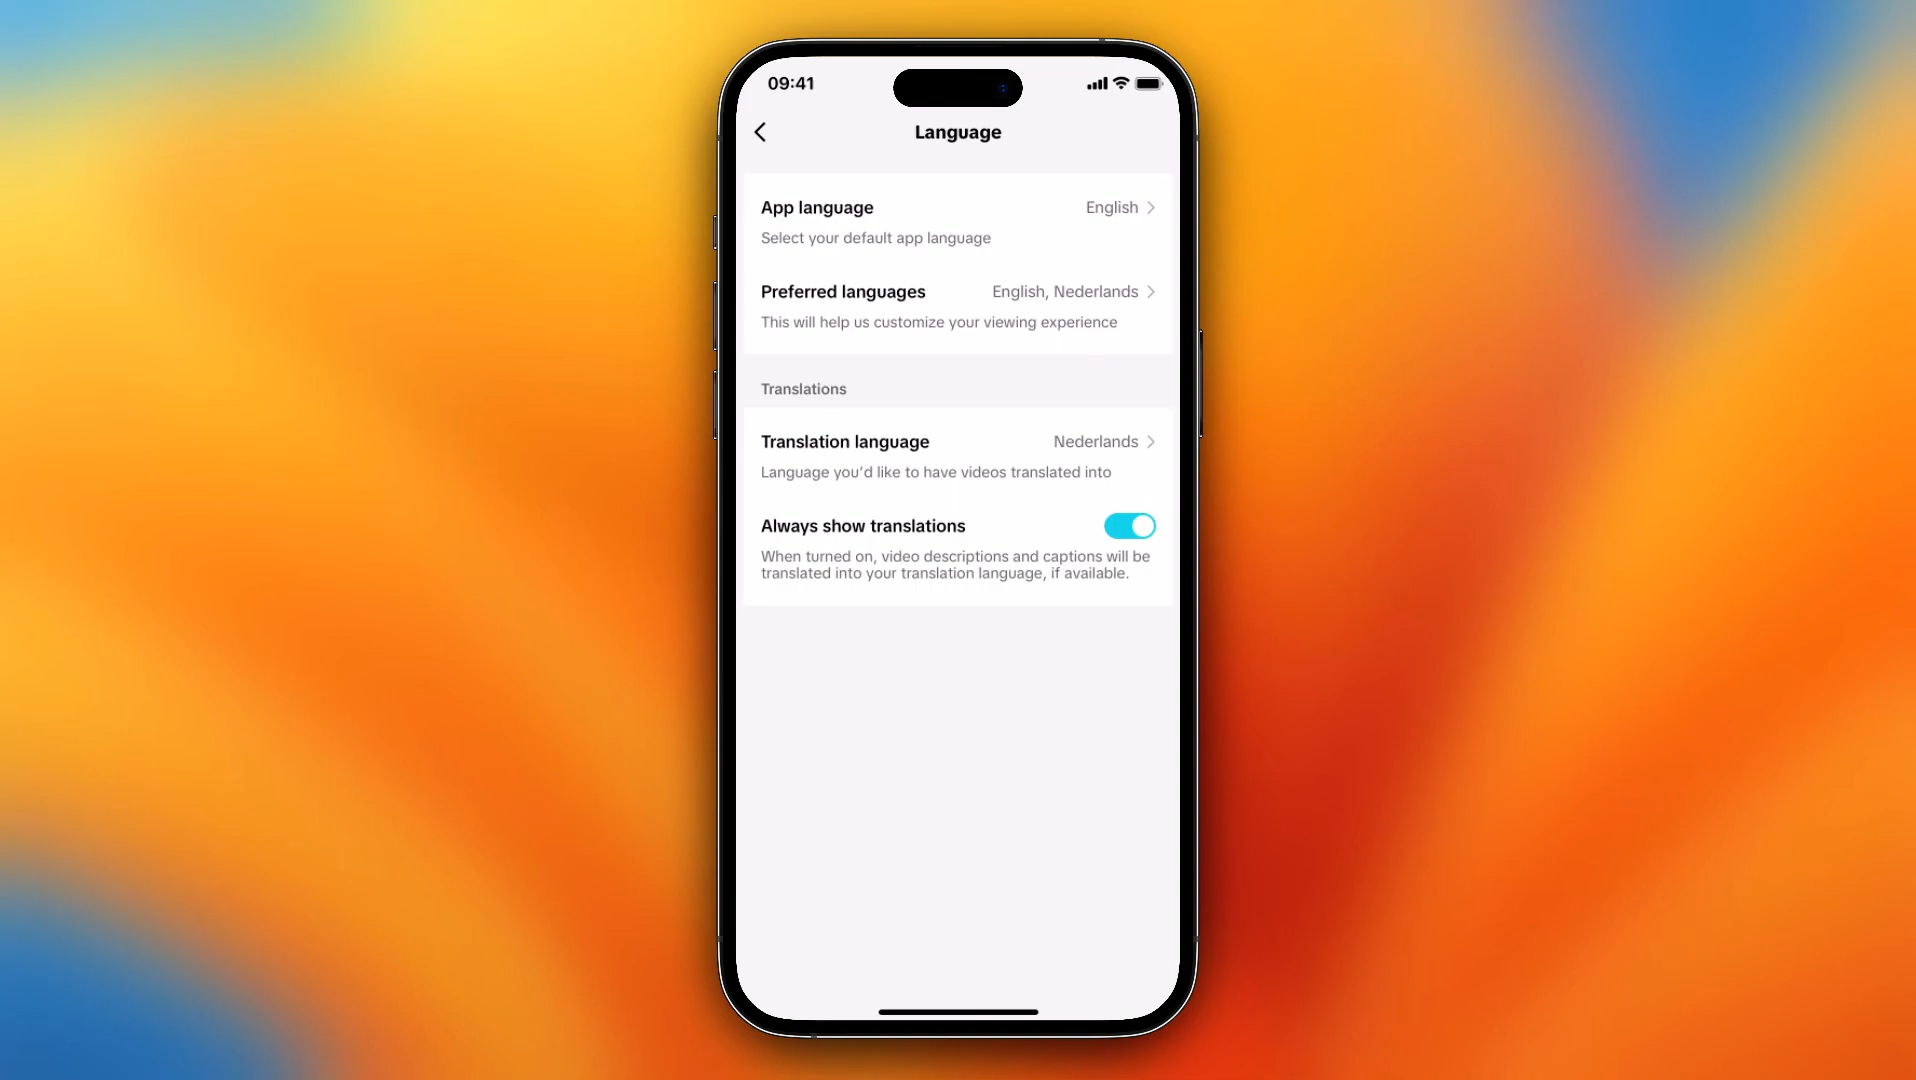 09:41
Language
App language English
Select your default app language
Preferred languages English, Nederlands
This will help us customize your viewing experience
Translations
Translation language Nederlands
Language you’d like to have videos translated into
Always show translations
When turned on, video descriptions and captions will be
translated into your translation language, if available.